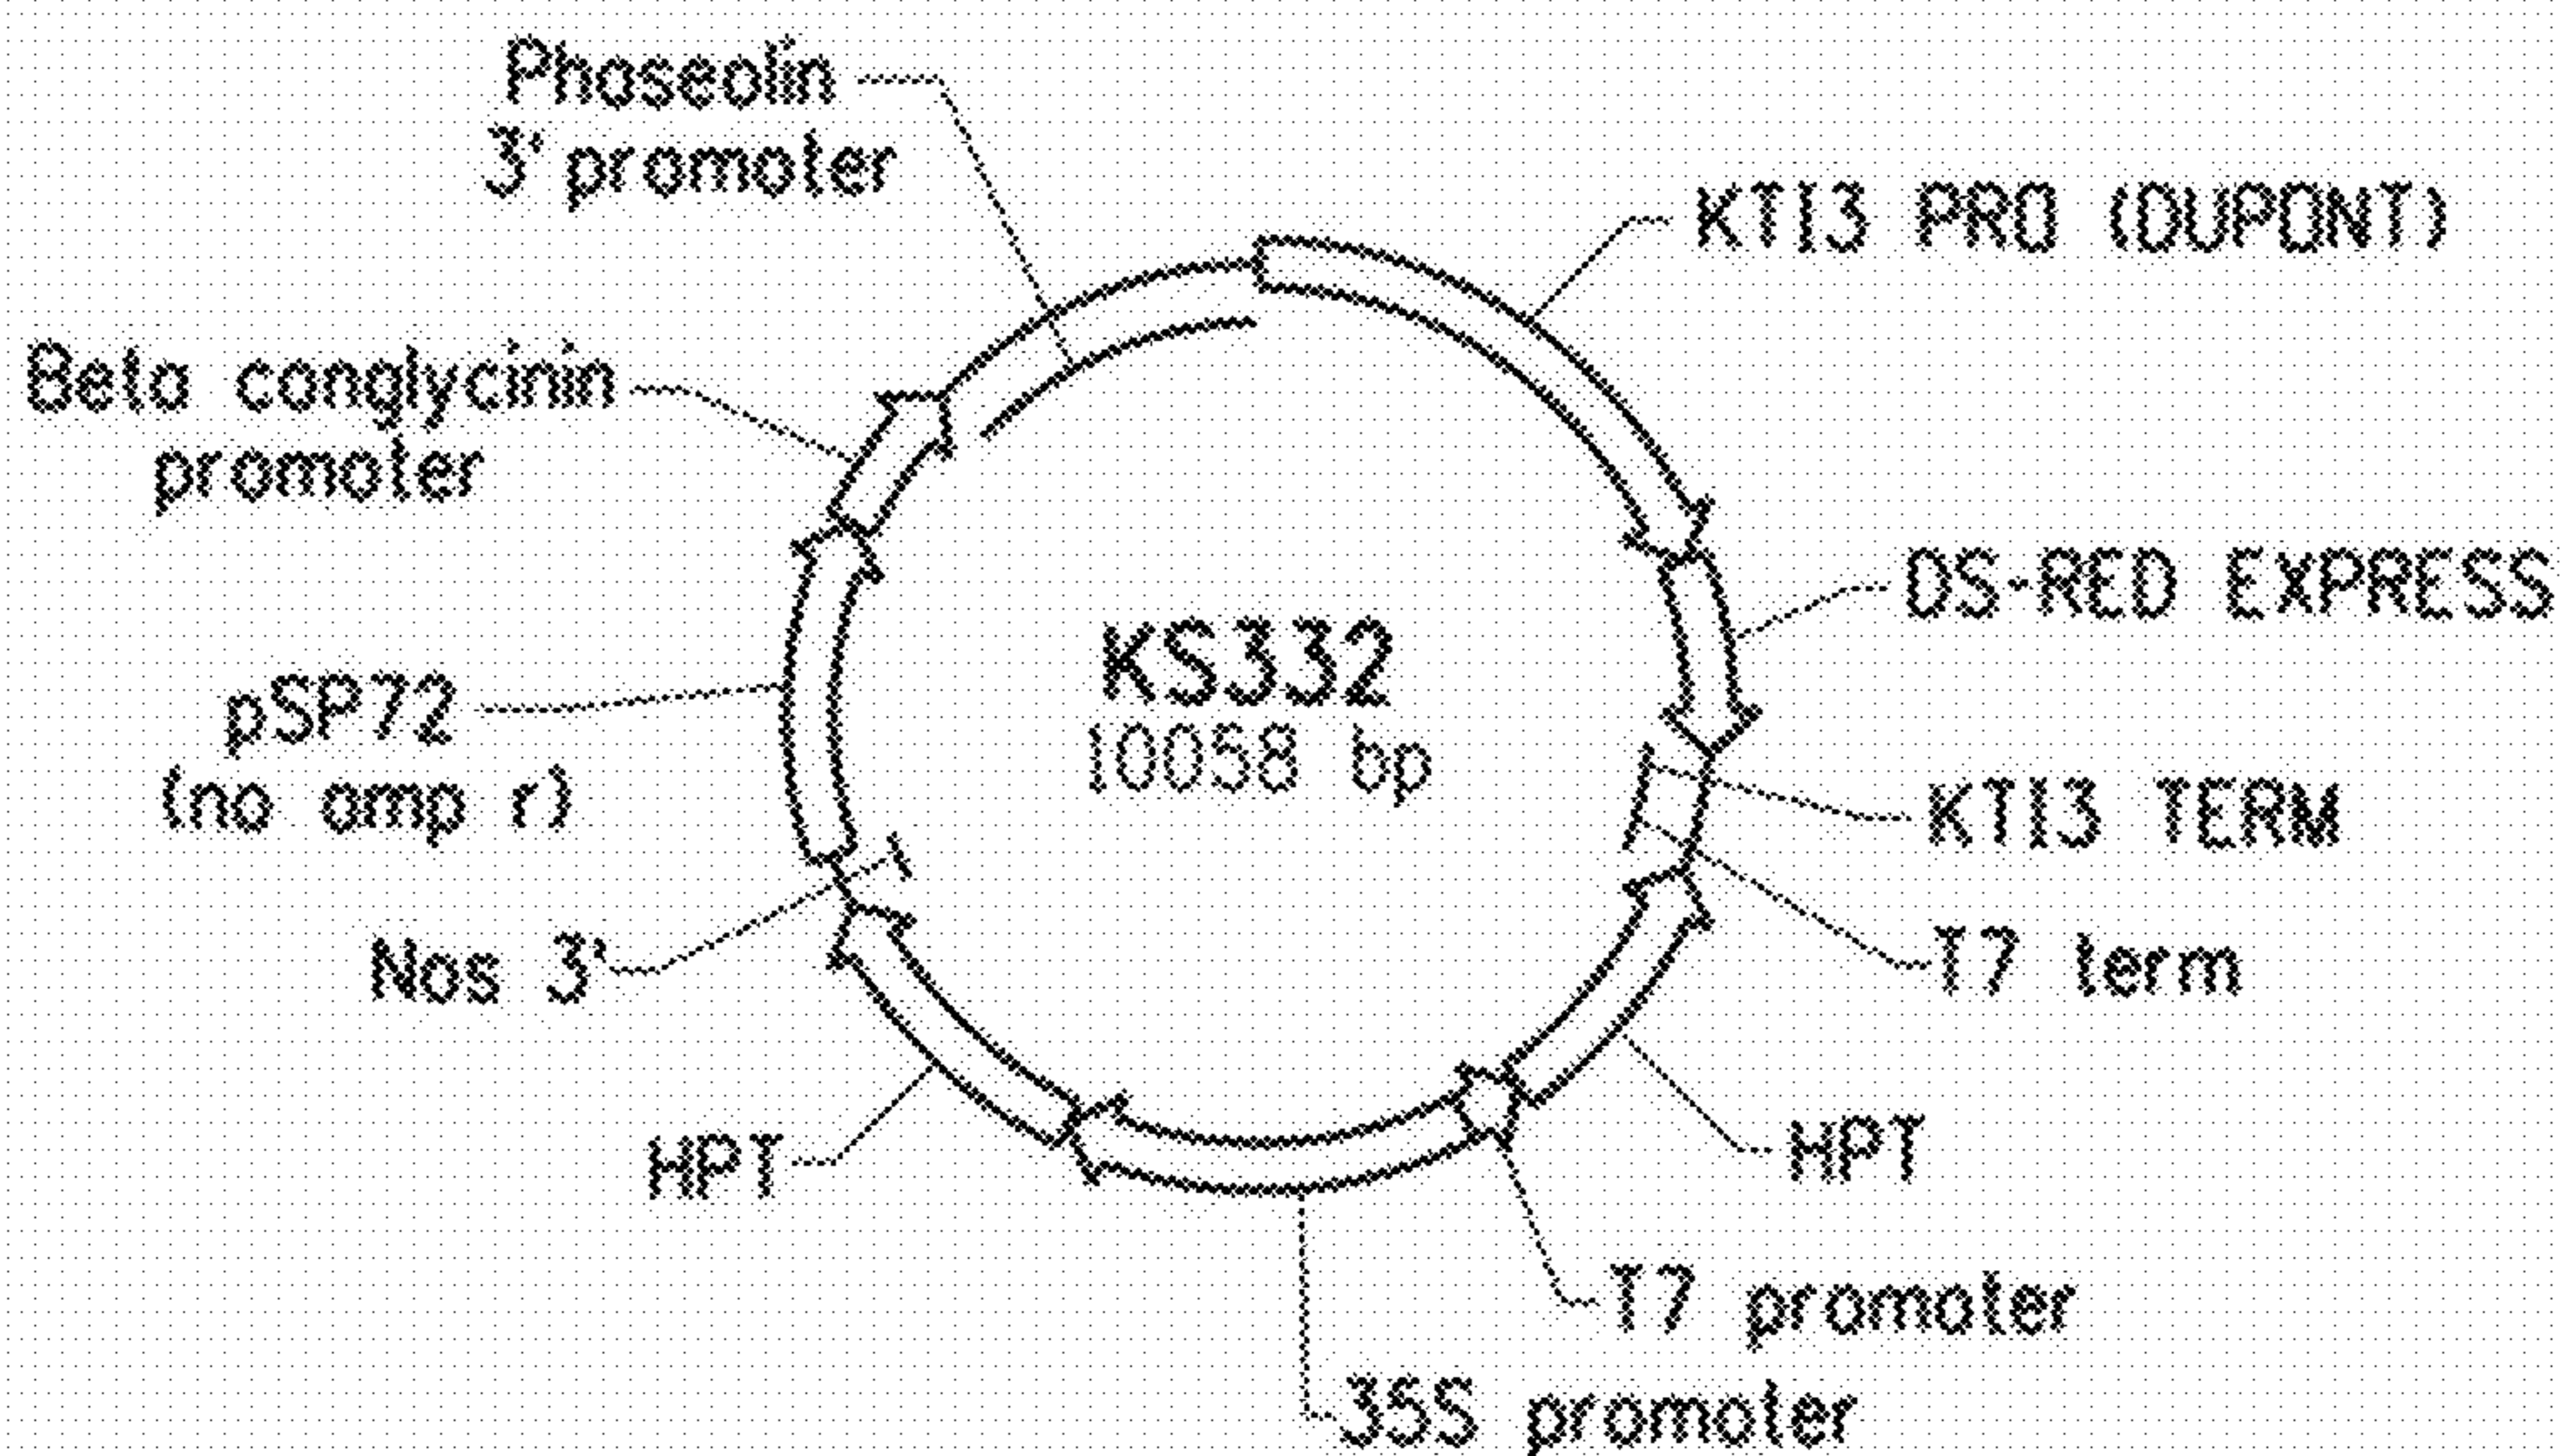 Phaseolin
3' promoter
KTI3 PRO (DUPONT)
Beta conglycinin
promoter
DS-RED EXPRESS
KS332
10058 bp
pSP72
(no amp r)
KTI3 TERM
Nos 3'
T7 term
HPT
HPT
T7 promoter
35S promoter